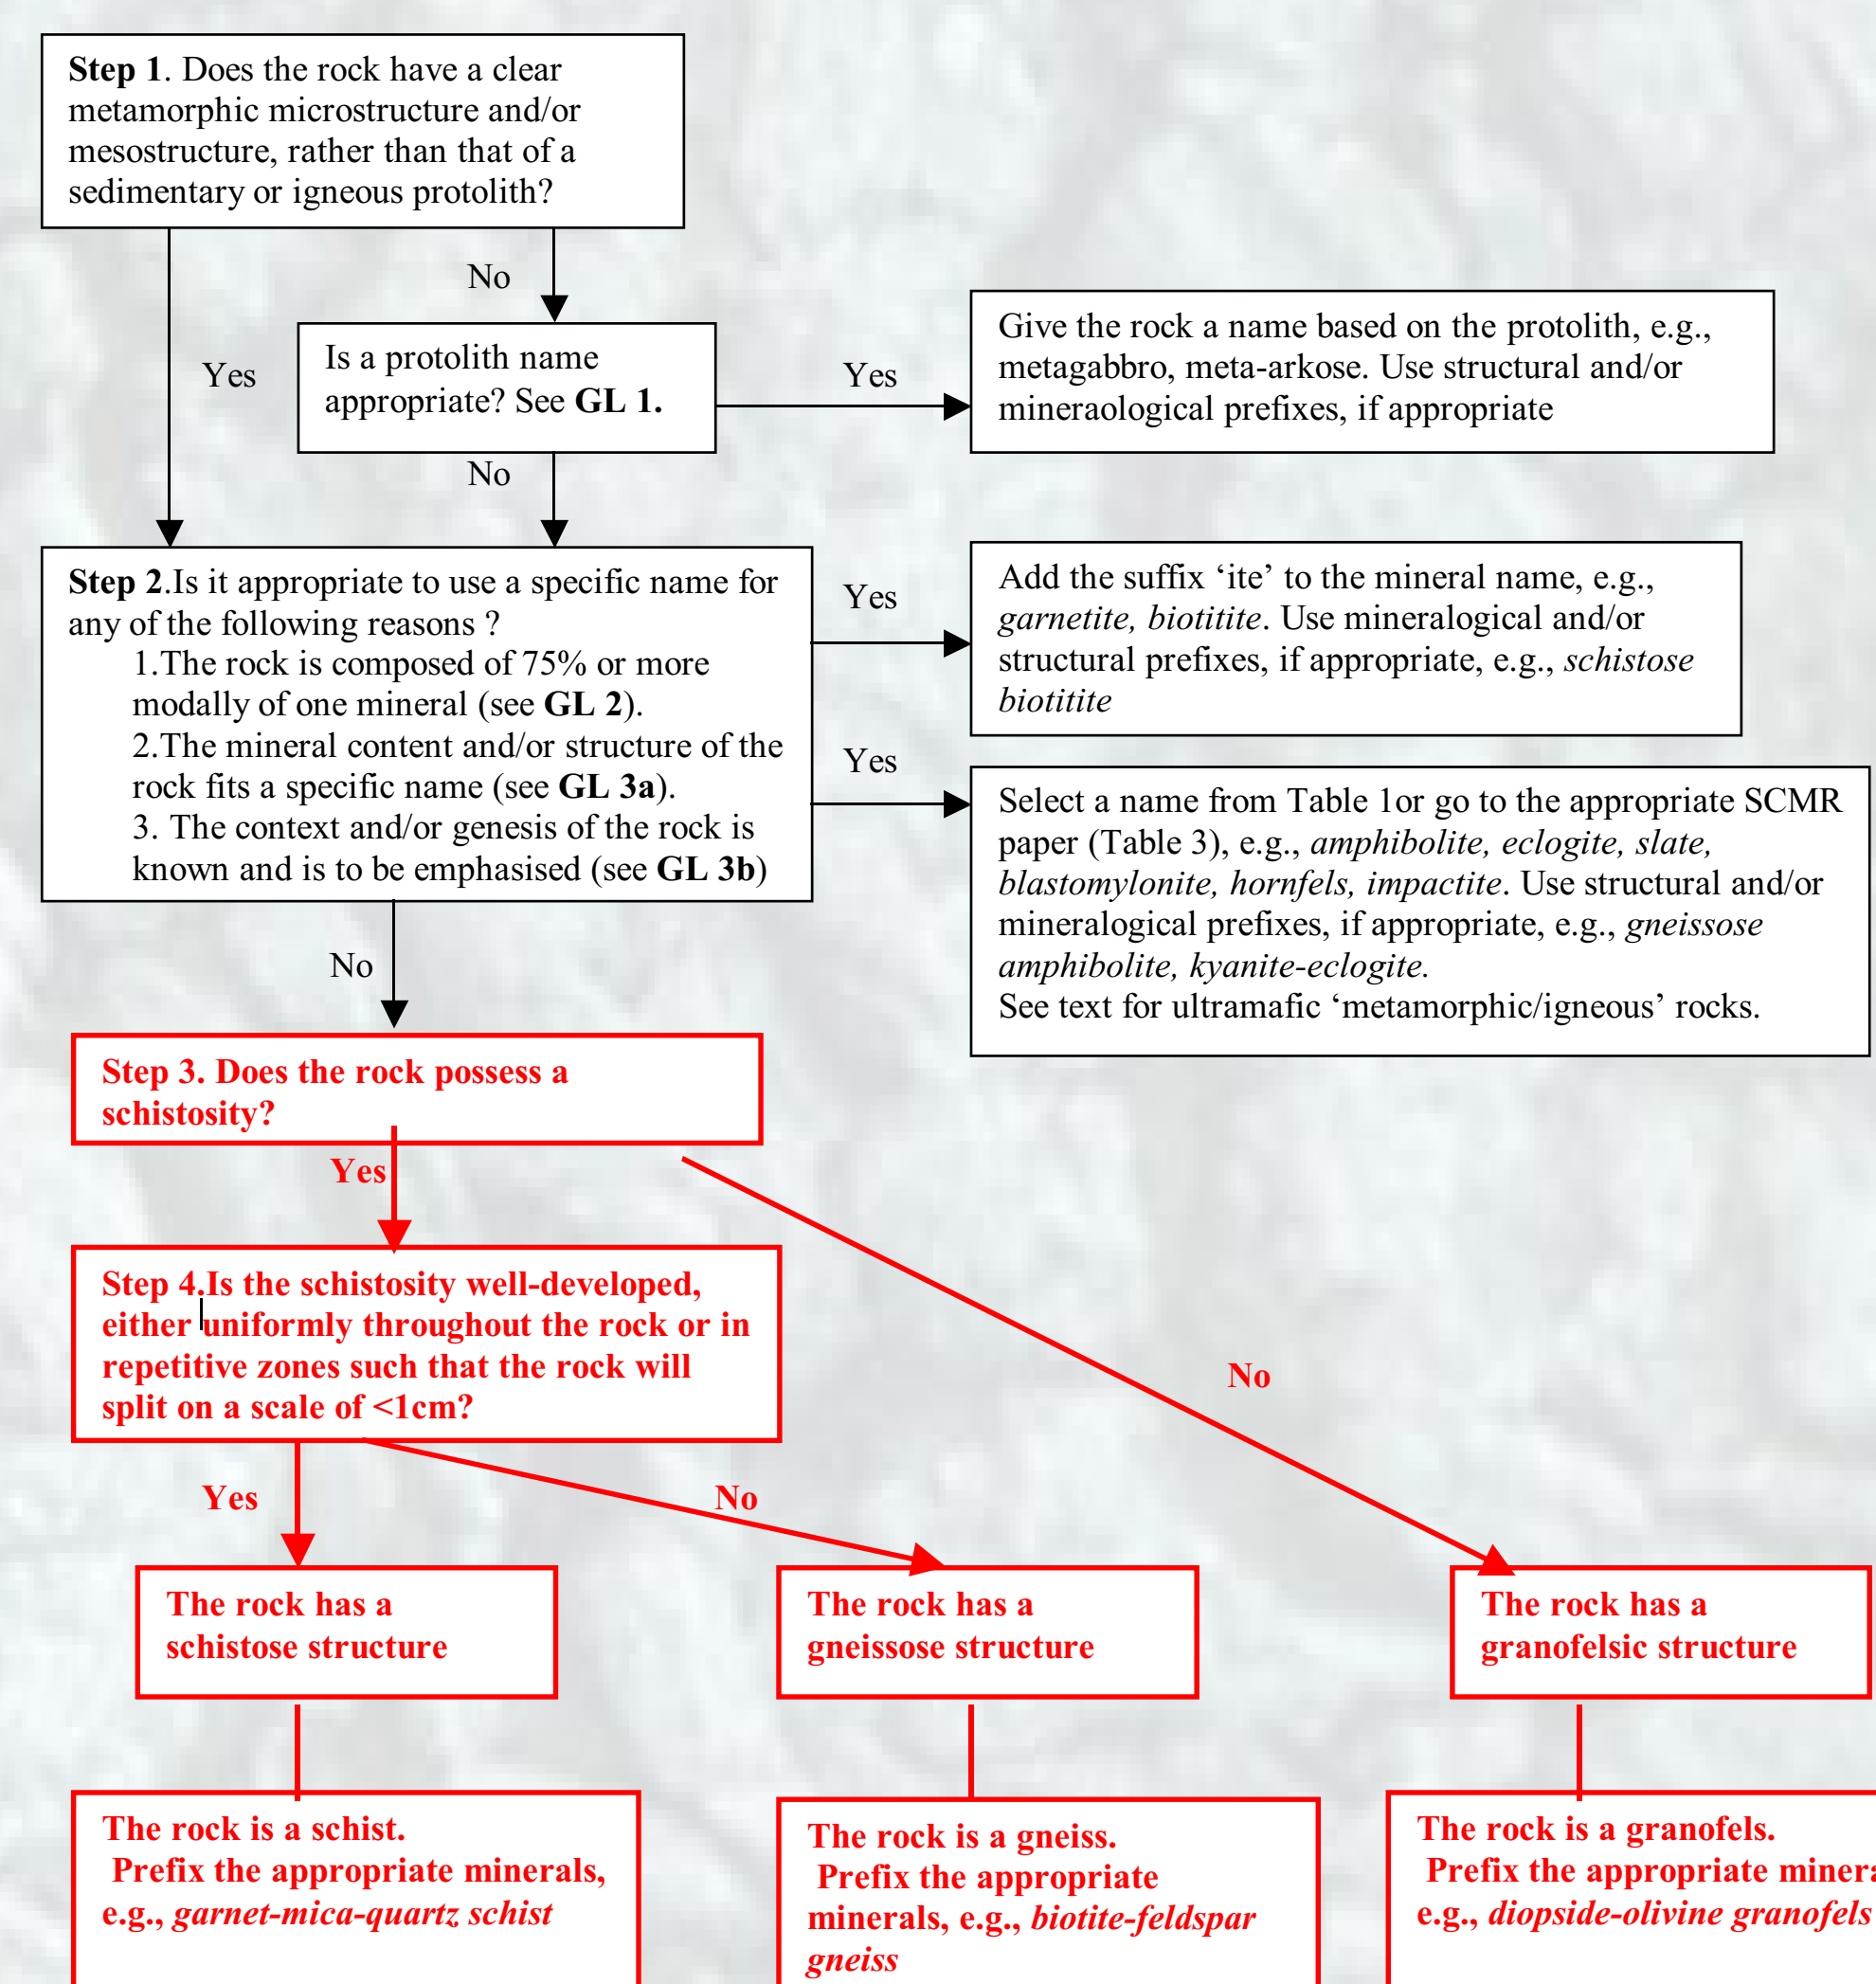 Step 1. Does the rock have a clear
metamorphic microstructure and/or
mesostructure, rather than that of a
sedimentary or igneous protolith?
No
Yes
Is a protolith name
appropriate? See GL 1.
Yes
Give the rock a name based on the protolith, e.g.,
metagabbro, meta-arkose. Use structural and/or
mineraological prefixes, if appropriate
No
Step 2.Is it appropriate to use a specific name for
any of the following reasons ?
1.The rock is composed of 75% or more
modally of one mineral (see GL 2).
2.The mineral content and/or structure of the
rock fits a specific name (see GL 3a).
3. The context and/or genesis of the rock is
known and is to be emphasised (see GL 3b)
Yes
Add the suffix ‘ite’ to the mineral name, e.g.,
garnetite, biotitite. Use mineralogical and/or
structural prefixes, if appropriate, e.g., schistose
biotitite
Yes
Select a name from Table 1or go to the appropriate SCMR
paper (Table 3), e.g., amphibolite, eclogite, slate,
blastomylonite, hornfels, impactite. Use structural and/or
mineralogical prefixes, if appropriate, e.g., gneissose
amphibolite, kyanite-eclogite.
See text for ultramafic ‘metamorphic/igneous’ rocks.
No
Step 3. Does the rock possess a
schistosity?
Yes
No
Step 4.Is the schistosity well-developed,
either uniformly throughout the rock or in
repetitive zones such that the rock will
split on a scale of <1cm?
Yes
No
The rock has a
schistose structure
The rock has a
gneissose structure
The rock has a
granofelsic structure
The rock is a schist.
Prefix the appropriate minerals,
e.g., garnet-mica-quartz schist
The rock is a gneiss.
Prefix the appropriate
minerals, e.g., biotite-feldspar
gneiss
The rock is a granofels.
Prefix the appropriate
e.g., diopside-olivine granofels